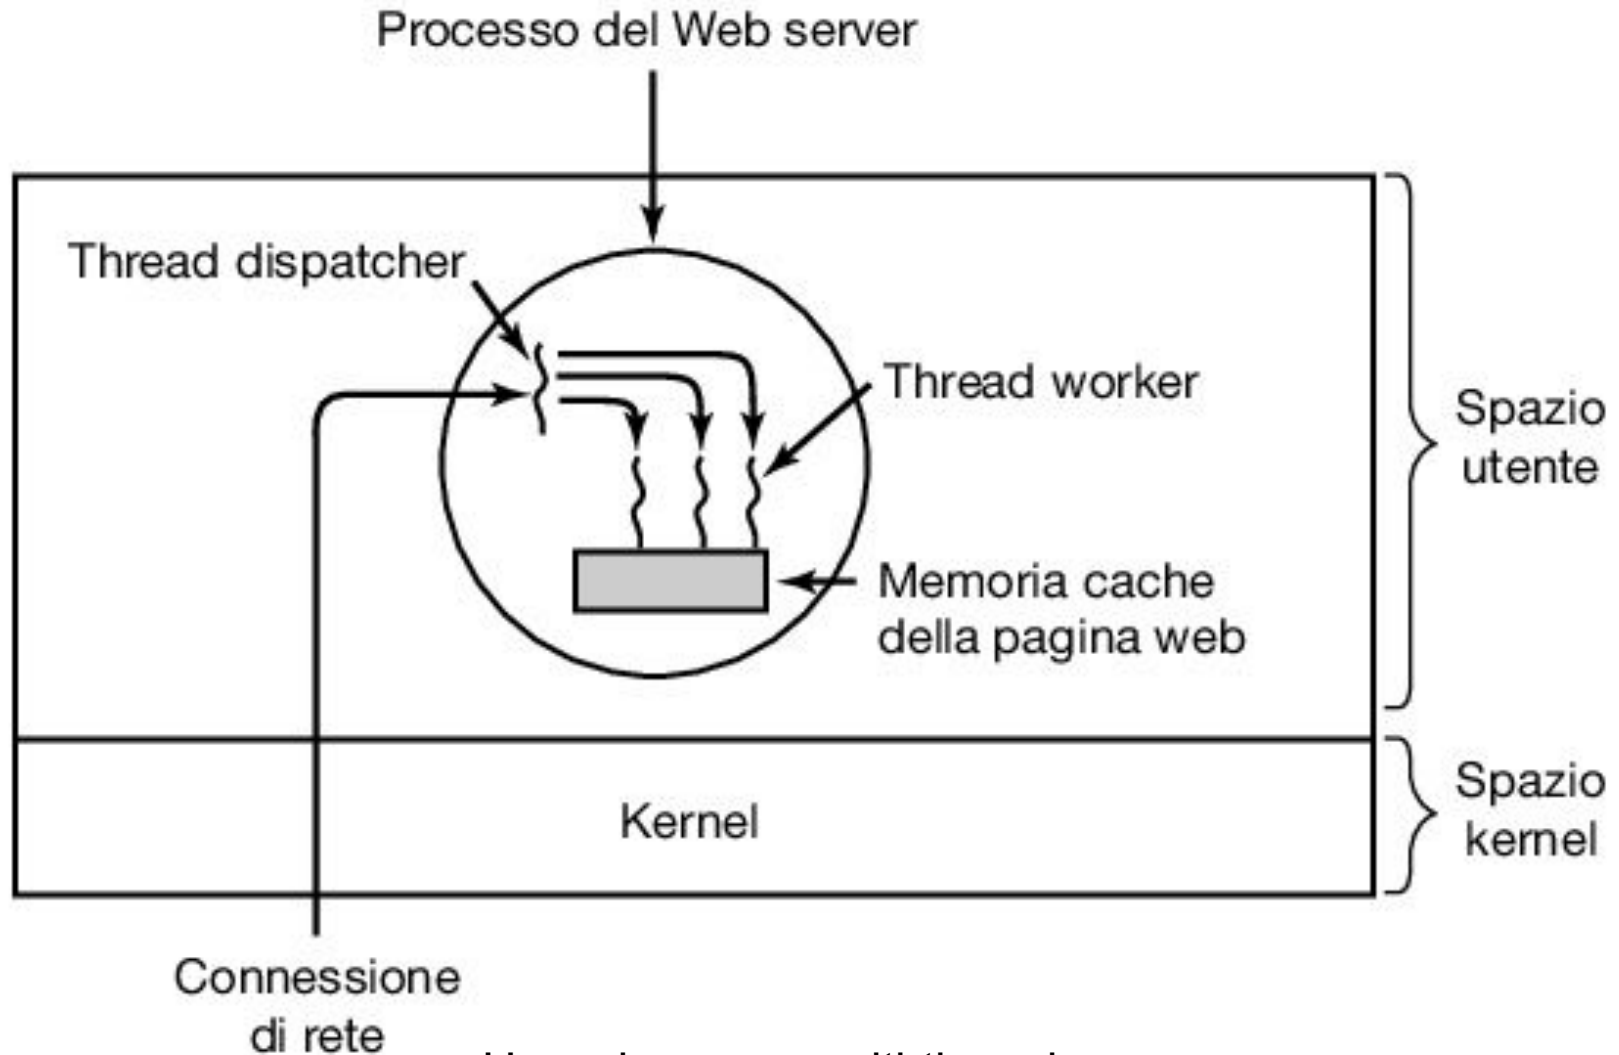 Processo del Web server
Thread dispatcher
Thread worker
Spazio
utente
Memoria cache
della pagina web
Kernel
Spazio
kernel
Connessione
di rete